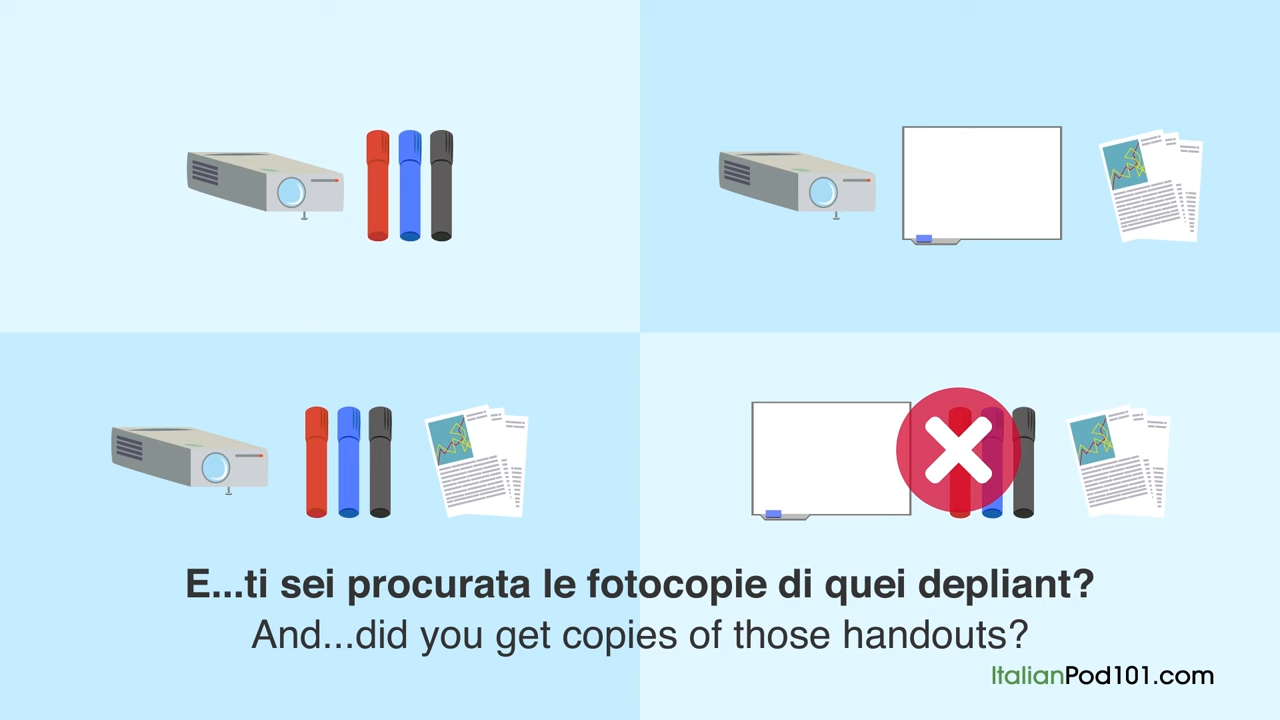 E...ti sei procurata le fotocopie di quei depliant?
And...did you get copies of those handouts?
ItalianPod101.com